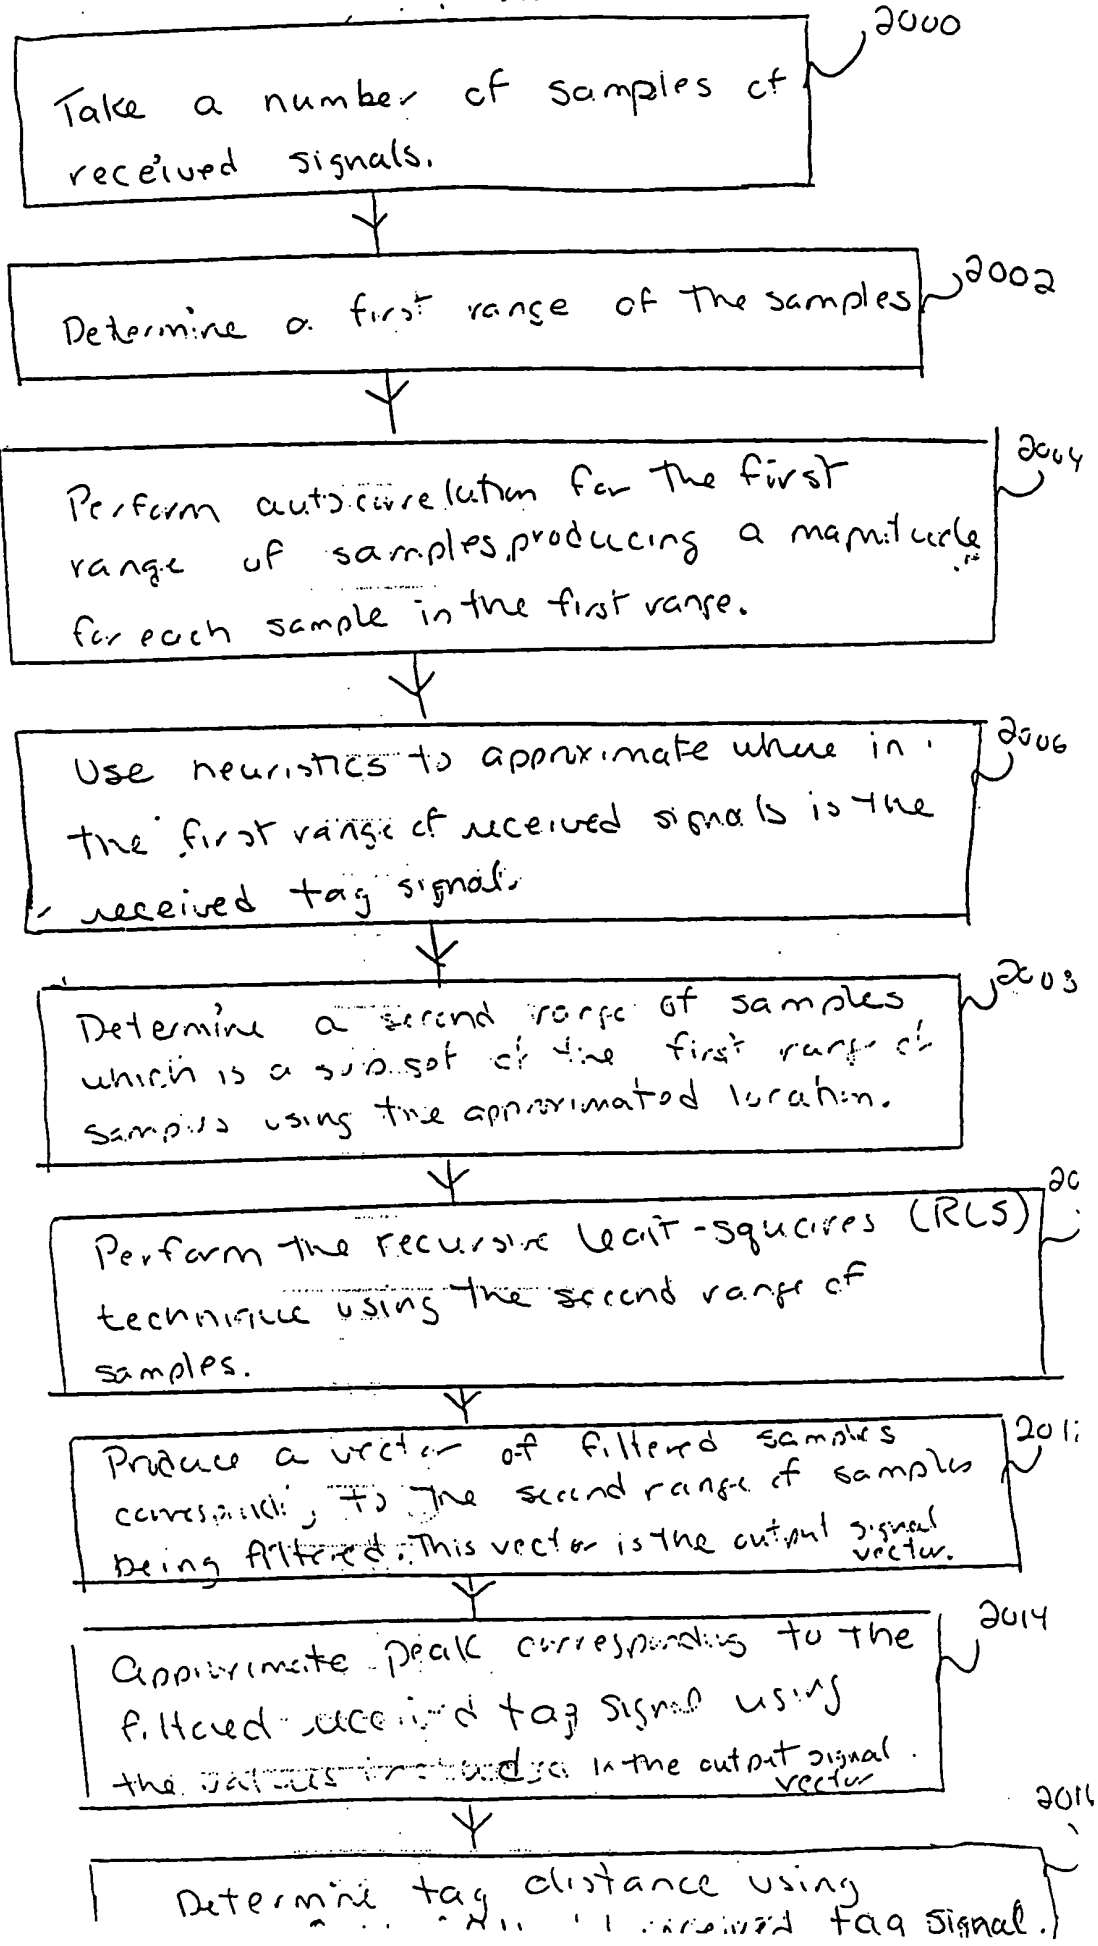 2000
Take a number of samples of
received signals.
2002
Determine a first range of the samples
2004
Perform autocorrelation for the first
range of samples, producing a magnitude
for each sample in the first range.
2006
Use heuristics to approximate where in
the first range of received signals is the
received tag signal.
2008
Determine a second range of samples
which is a subset of the first range of
samples using the approximated location.
20
Perform the recursive least-squares (RLS)
technique using the second range of
samples.
201
Produce a vector of filtered samples
to the second range of samples
being filtered. This vector is the output signal
vector.
2014
Approximate peak corresponding to the
filtered received tag signal using
the values in the output signal
vector
2016
Determine tag distance using
received tag signal.